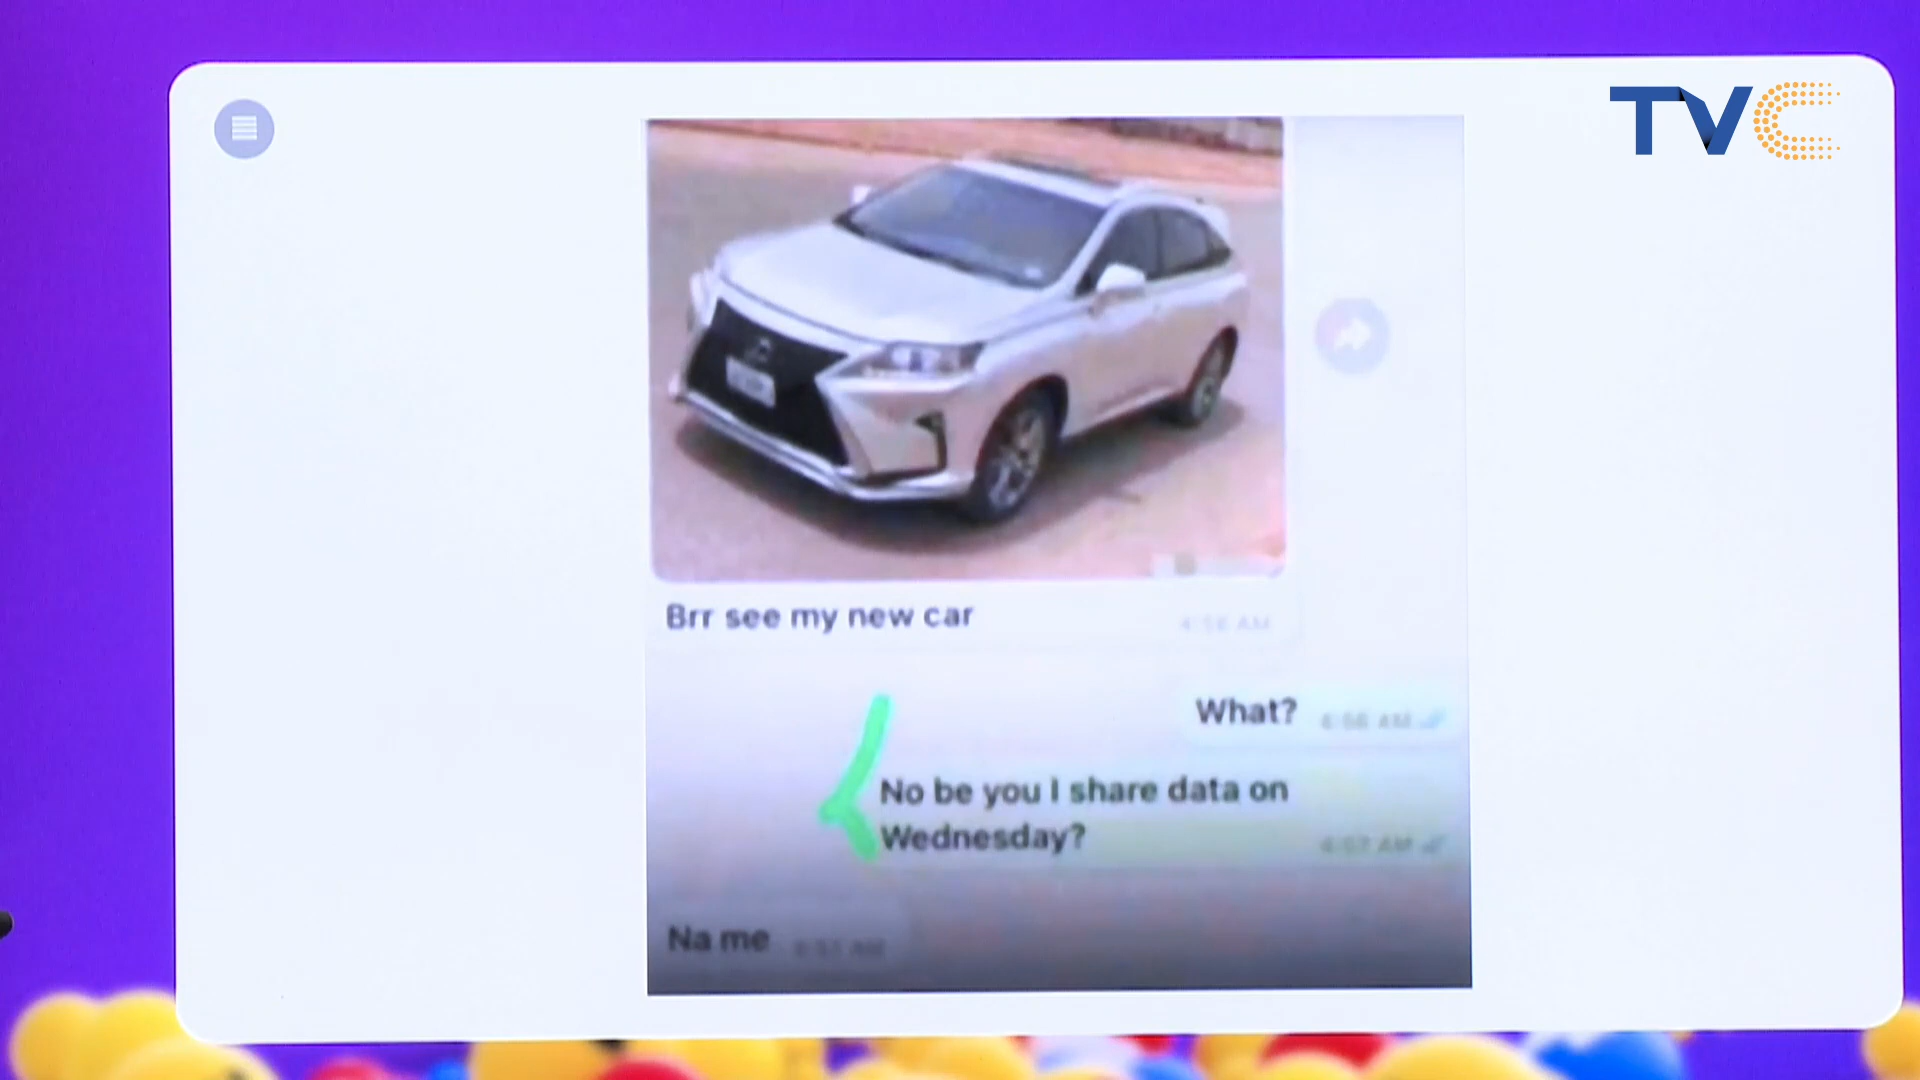 TVC
Brr see my new car
What?
No be you I share data on
Wednesday?
Na me